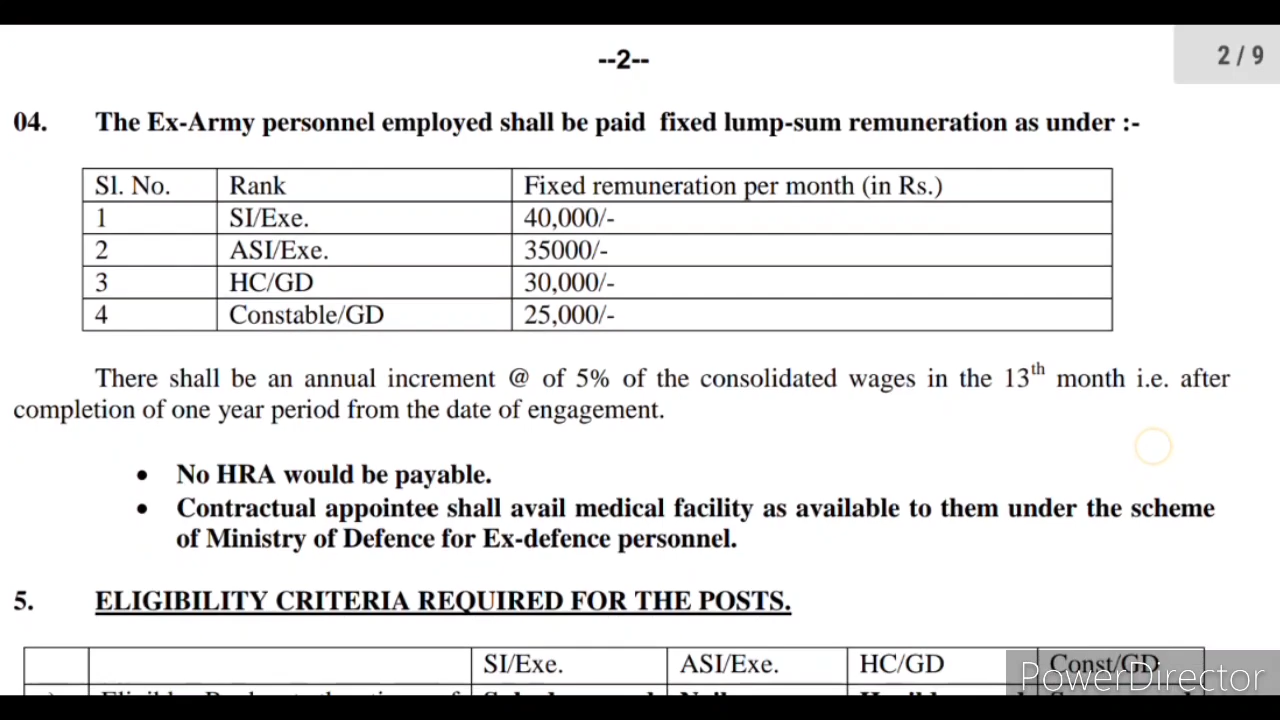 --2--
2 / 9
04. The Ex-Army personnel employed shall be paid fixed lump-sum remuneration as under :-
Sl. No. Rank Fixed remuneration per month (in Rs.)
1 SI/Exe. 40,000/-
2 ASI/Exe. 35000/-
3 HC/GD 30,000/-
4 Constable/GD 25,000/-
There shall be an annual increment @ of 5% of the consolidated wages in the 13th month i.e. after
completion of one year period from the date of engagement.
• No HRA would be payable.
• Contractual appointee shall avail medical facility as available to them under the scheme
of Ministry of Defence for Ex-defence personnel.
5. ELIGIBILITY CRITERIA REQUIRED FOR THE POSTS.
SI/Exe. ASI/Exe. HC/GD Const/GD
PowerDirector